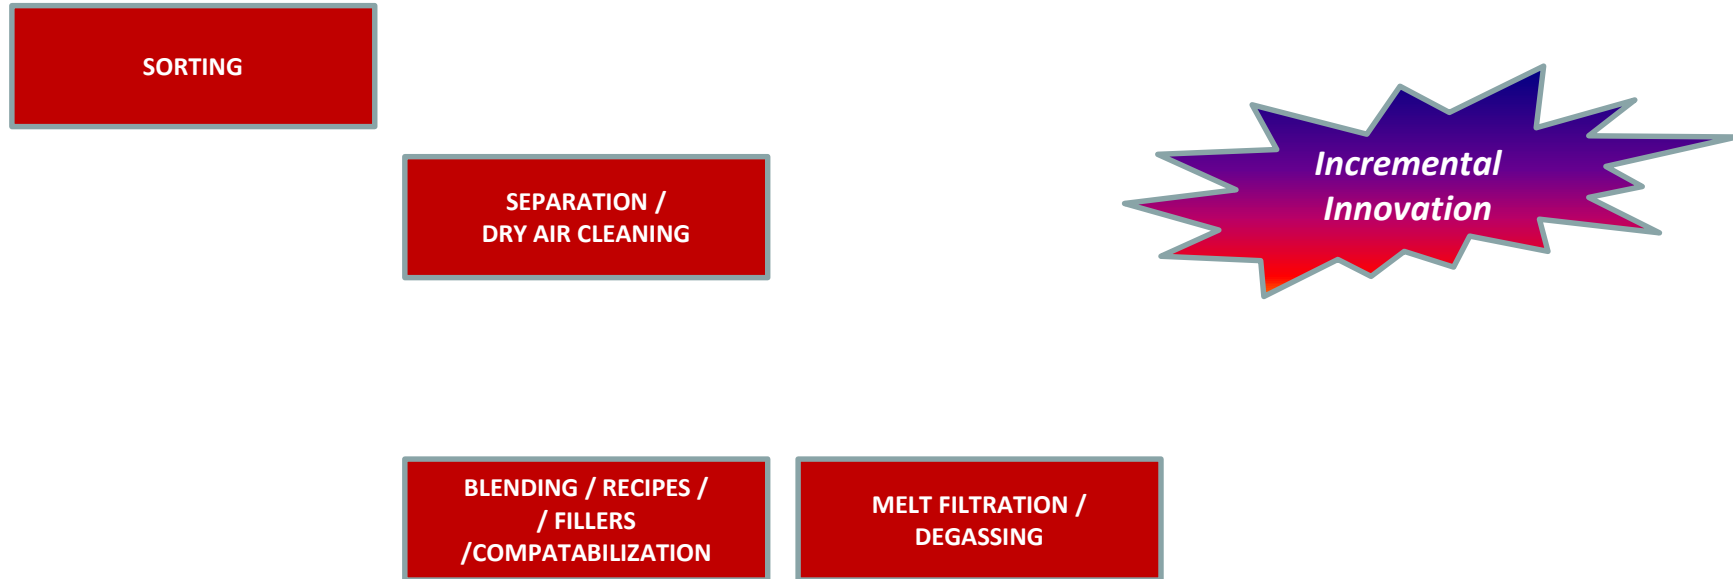 SORTING
SEPARATION /
DRY AIR CLEANING
Incremental
Innovation
BLENDING / RECIPES /
/ FILLERS
/COMPATABILIZATION
MELT FILTRATION /
DEGASSING